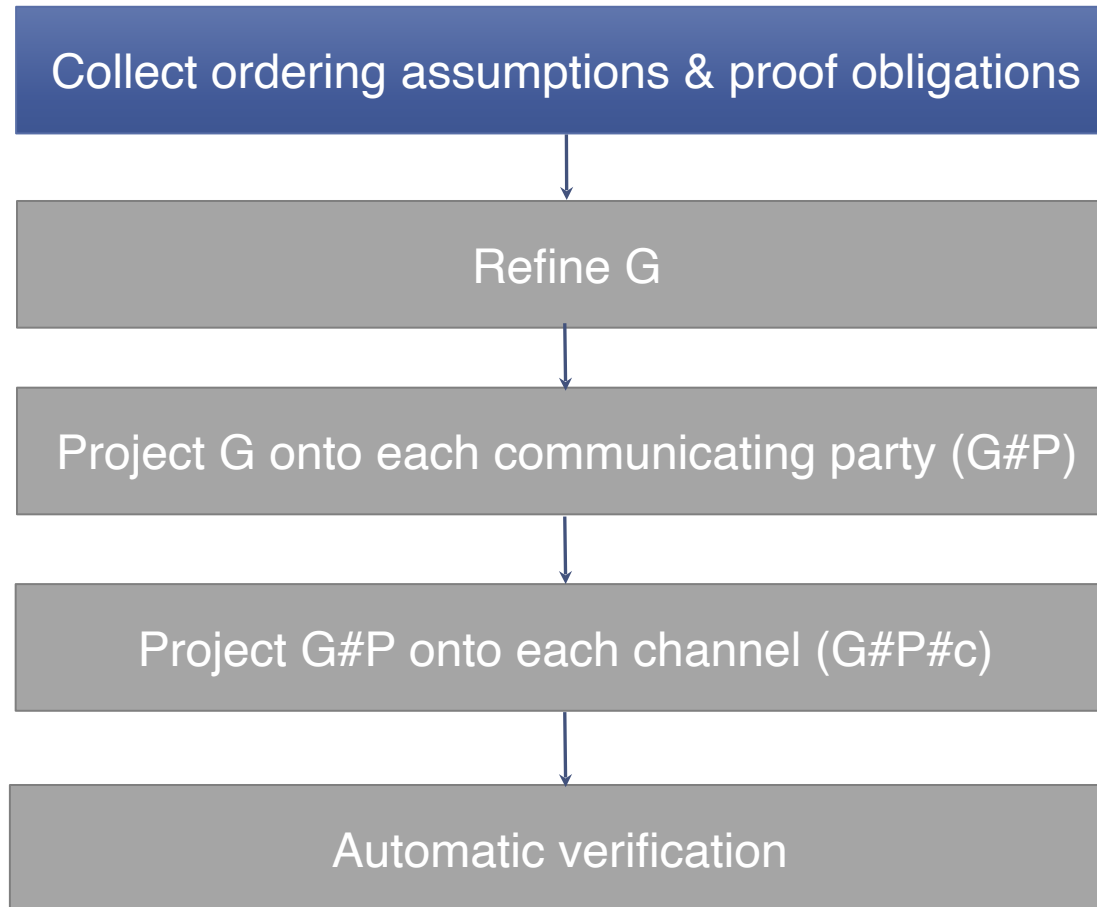 Collect ordering assumptions & proof obligations
Refine G
Project G onto each communicating party (G#P)
Project G#P onto each channel (G#P#c)
Automatic verification